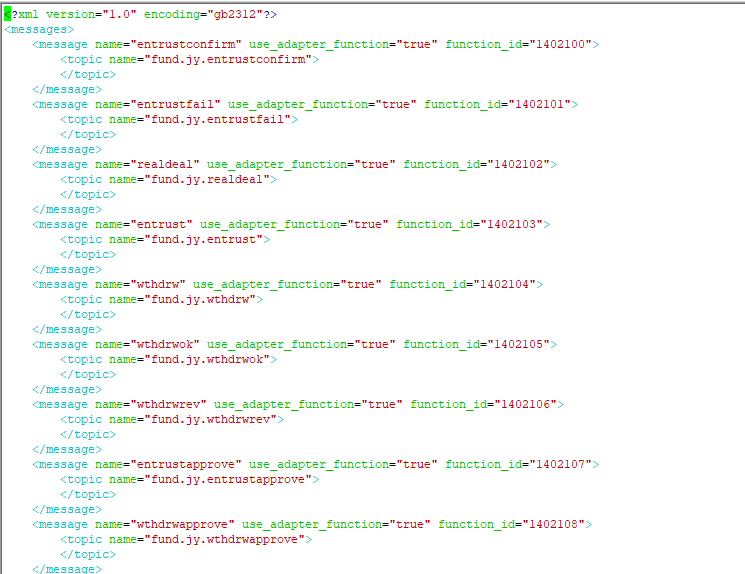 <?xml version="1.0" encoding="gb2312"?>
<messages>
    <message name="entrustconfirm" use_adapter_function="true" function_id="1402100">
        <topic name="fund.jy.entrustconfirm">
        </topic>
    </message>
    <message name="entrustfail" use_adapter_function="true" function_id="1402101">
        <topic name="fund.jy.entrustfail">
        </topic>
    </message>
    <message name="realdeal" use_adapter_function="true" function_id="1402102">
        <topic name="fund.jy.realdeal">
        </topic>
    </message>
    <message name="entrust" use_adapter_function="true" function_id="1402103">
        <topic name="fund.jy.entrust">
        </topic>
    </message>
    <message name="wthdrw" use_adapter_function="true" function_id="1402104">
        <topic name="fund.jy.wthdrw">
        </topic>
    </message>
    <message name="wthdrwok" use_adapter_function="true" function_id="1402105">
        <topic name="fund.jy.wthdrwok">
        </topic>
    </message>
    <message name="wthdrwrev" use_adapter_function="true" function_id="1402106">
        <topic name="fund.jy.wthdrwrev">
        </topic>
    </message>
    <message name="entrustapprove" use_adapter_function="true" function_id="1402107">
        <topic name="fund.jy.entrustapprove">
        </topic>
    </message>
    <message name="wthdrwapprove" use_adapter_function="true" function_id="1402108">
        <topic name="fund.jy.wthdrwapprove">
        </topic>
    </message>